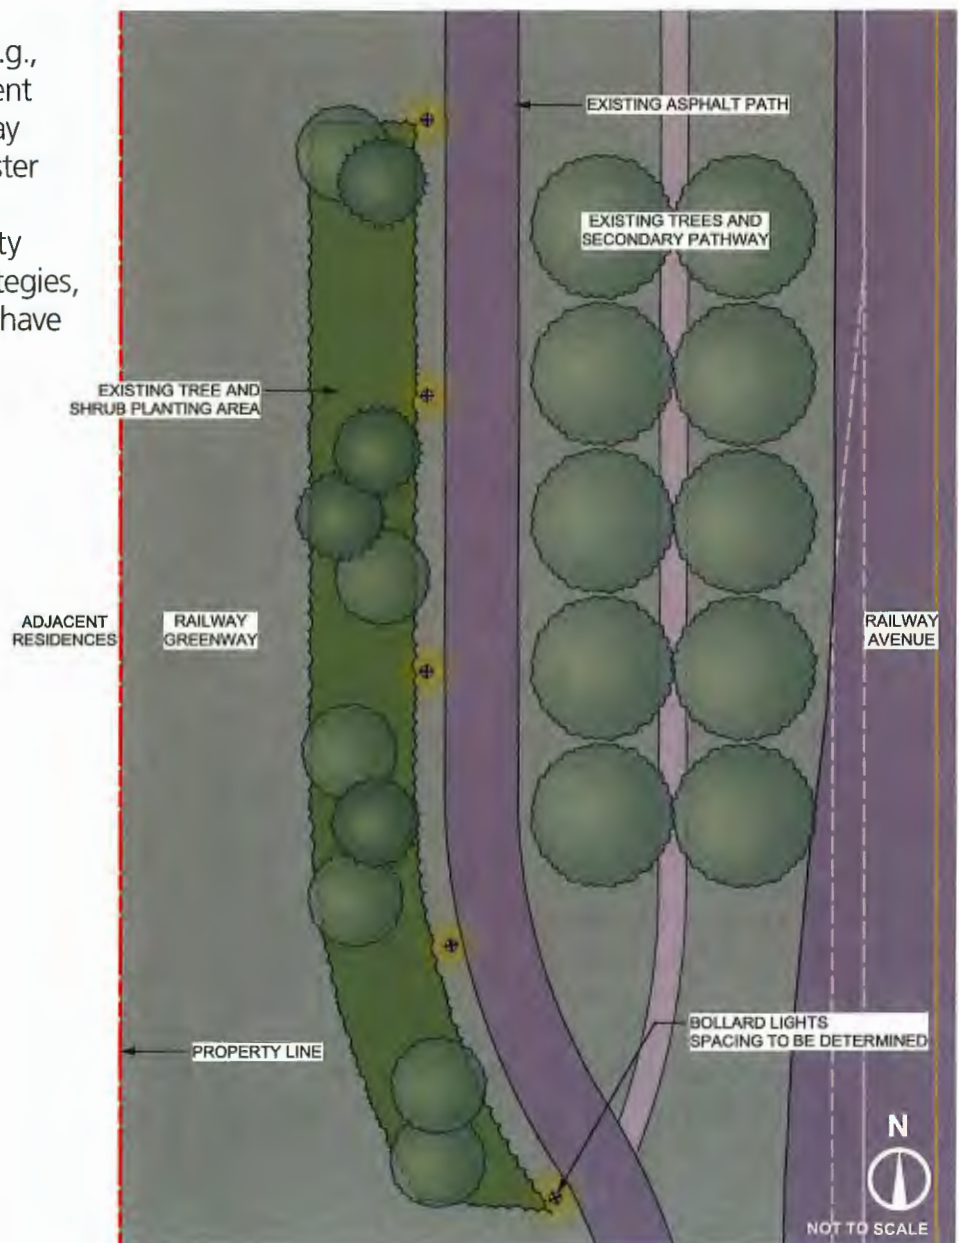 .g.,
ent
ay
ster
ty
tegies,
have
EXISTING ASPHALT PATH
EXISTING TREES AND
SECONDARY PATHWAY
EXISTING TREE AND
SHRUB PLANTING AREA
ADJACENT
RESIDENCES
RAILWAY
GREENWAY
RAILWAY
AVENUE
BOLLARD LIGHTS
SPACING TO BE DETERMINED
PROPERTY LINE
N
NOT TO SCALE